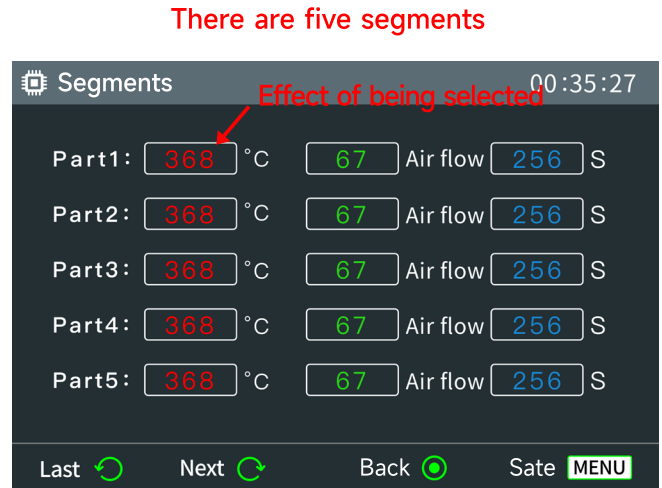 There are five segments
Segments 00:35:27
Effect of being selected
Part1: 368 °C 67 Air flow 256 S
Part2: 368 °C 67 Air flow 256 S
Part3: 368 °C 67 Air flow 256 S
Part4: 368 °C 67 Air flow 256 S
Part5: 368 °C 67 Air flow 256 S
Last Next Back Sate MENU